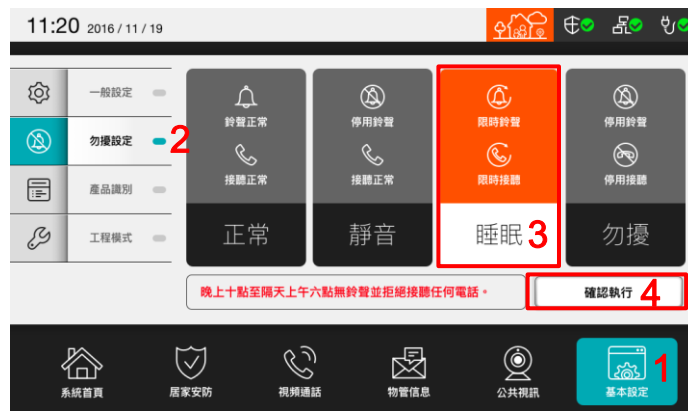 11:20 2016 / 11 / 19
一般設定
勿擾設定 2
產品識別
工程模式
鈴聲正常
接聽正常
正常
停用鈴聲
接聽正常
靜音
限時鈴聲
限時接聽
睡眠 3
停用鈴聲
停用接聽
勿擾
晚上十點至隔天上午六點無鈴聲並拒絕接聽任何電話。
確認執行 4
系統首頁
居家安防
視頻通話
物管信息
公共視訊
基本設定 1